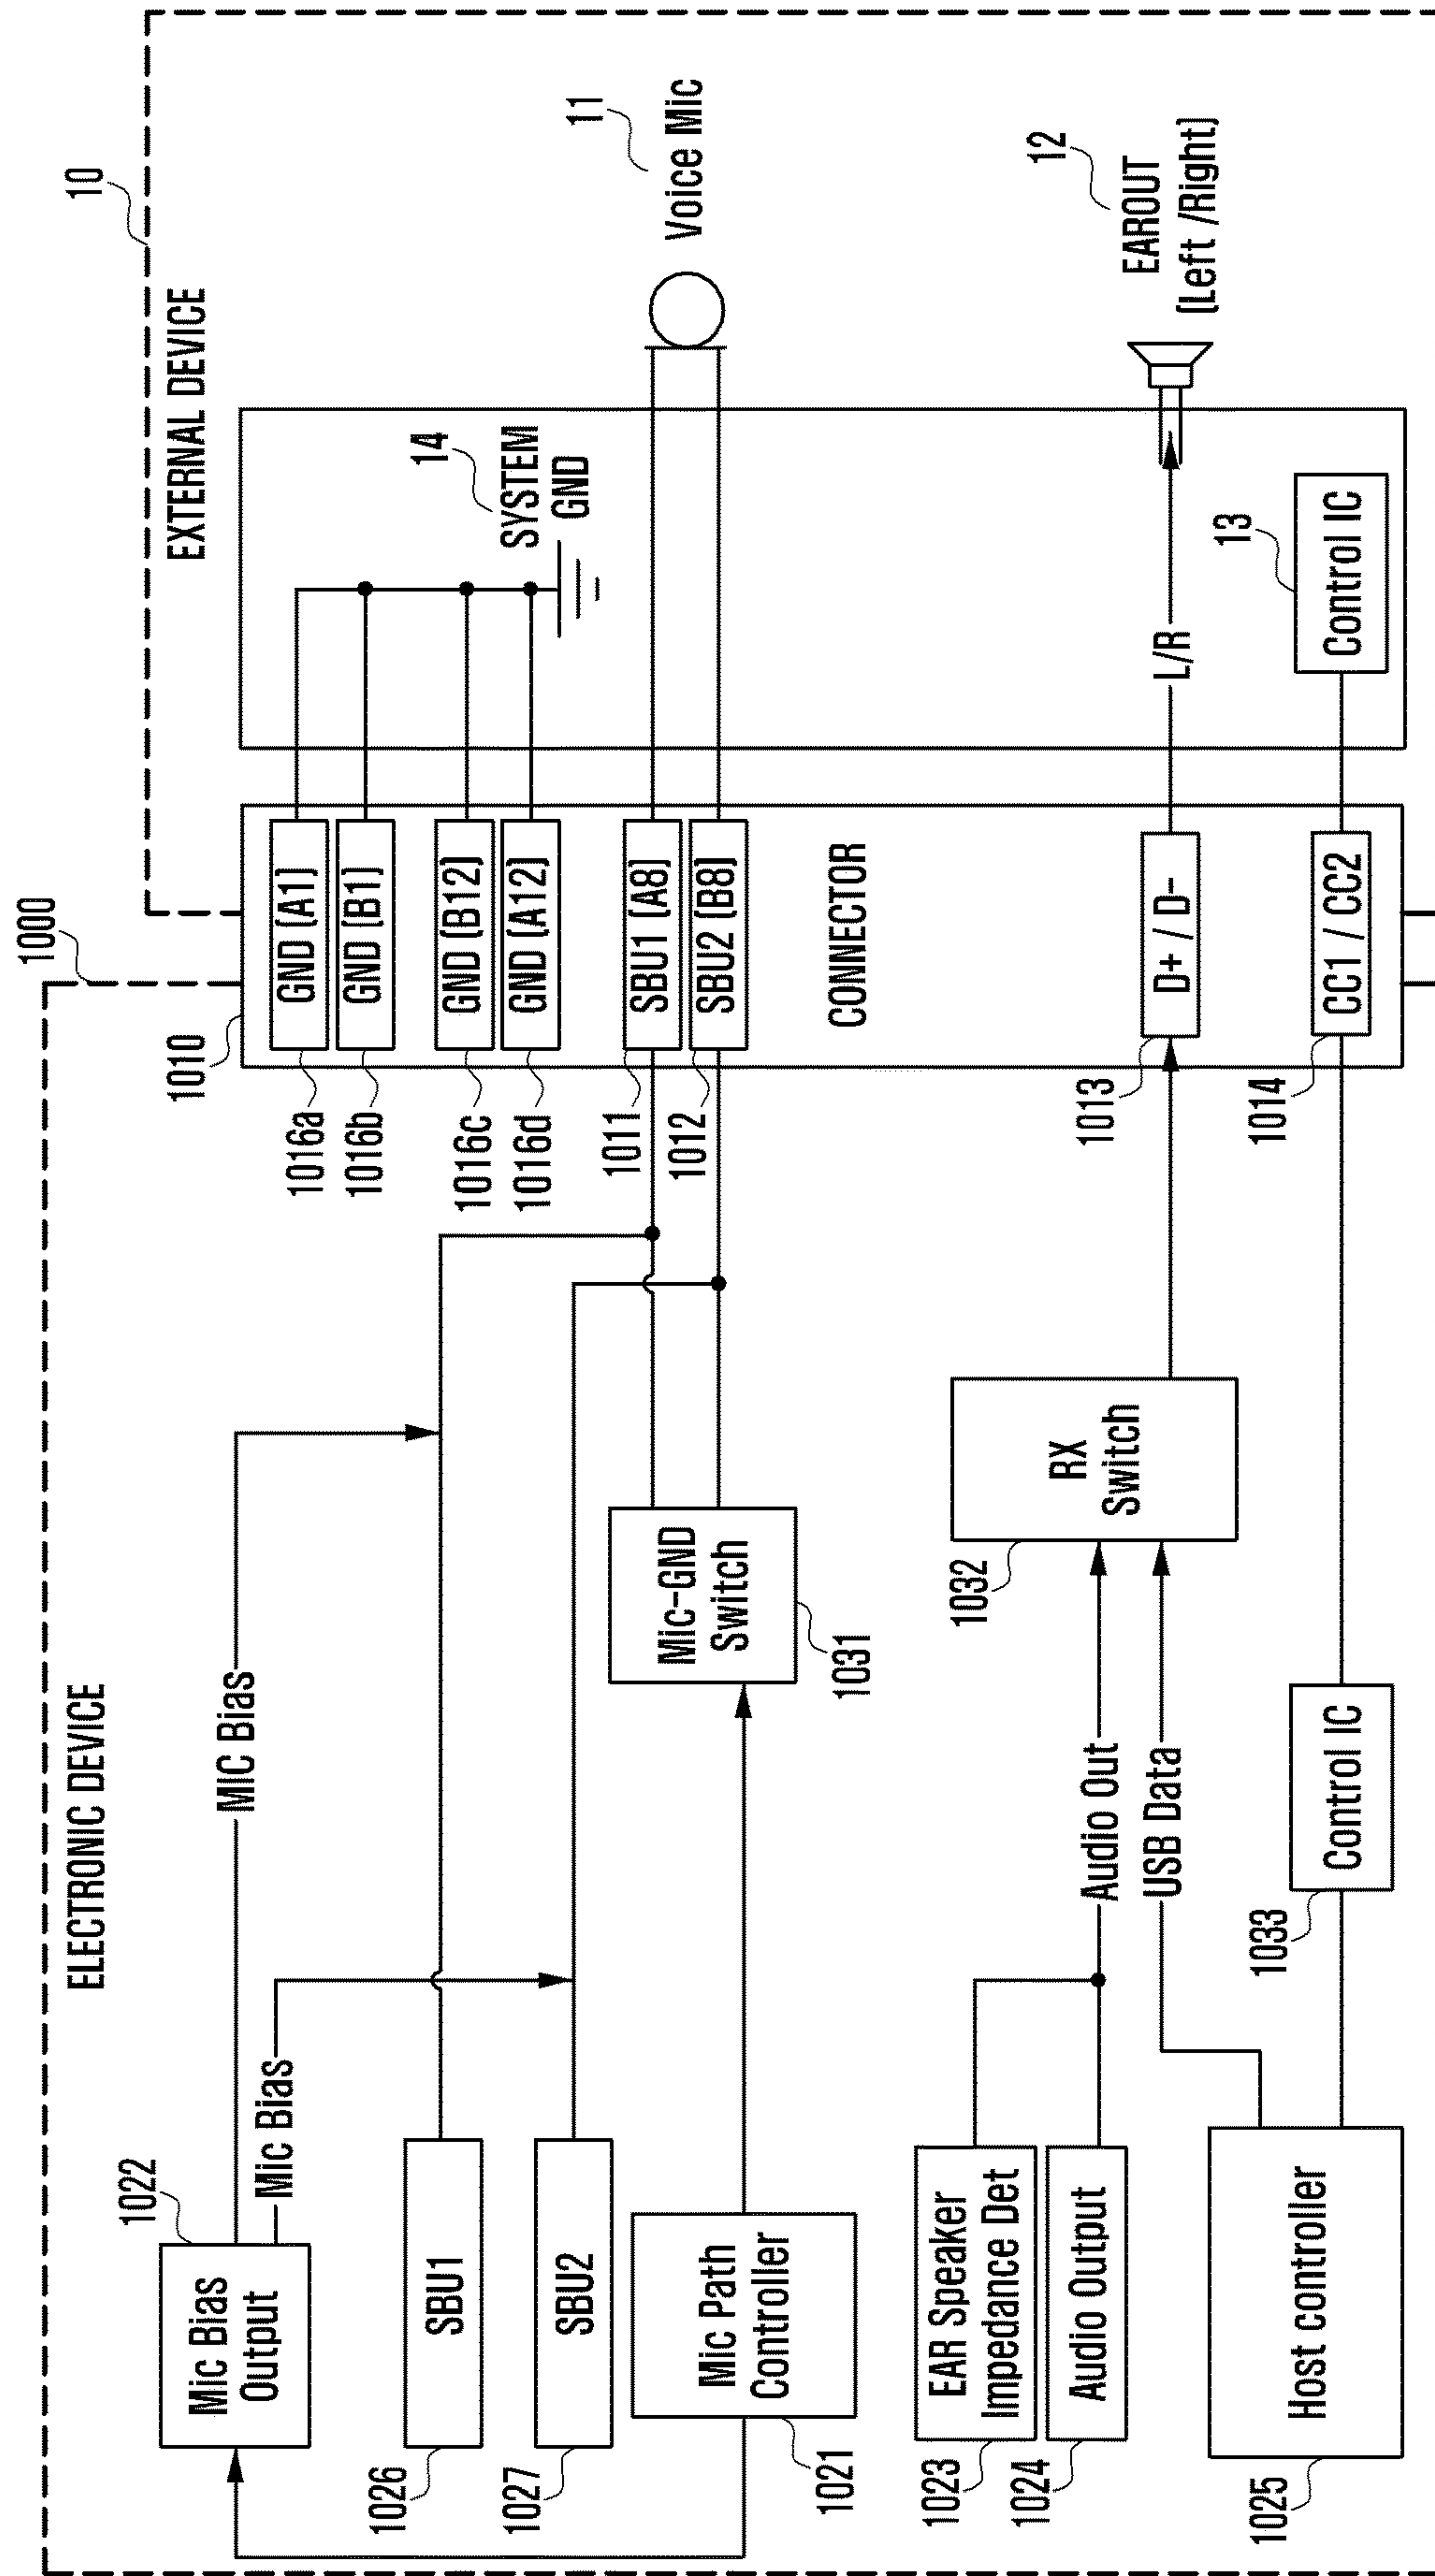 ELECTRONIC DEVICE
1000
10
EXTERNAL DEVICE
1022
Mic Bias
Output
MIC Bias
Mic Bias
1026
SBU1
1027
SBU2
1021
Mic Path
Controller
Mic-GND
Switch
1031
1010
1016a
GND (A1)
1016b
GND (B1)
1016c
GND (B12)
1016d
GND (A12)
1011
SBU1 (A8)
1012
SBU2 (B8)
CONNECTOR
14
SYSTEM
GND
11
Voice Mic
1023
EAR Speaker
Impedance Det
1024
Audio Output
Audio Out
USB Data
1032
RX
Switch
1013
D+ / D-
L/R
12
EAROUT
(Left /Right)
1025
Host controller
1033
Control IC
1014
CC1 / CC2
13
Control IC